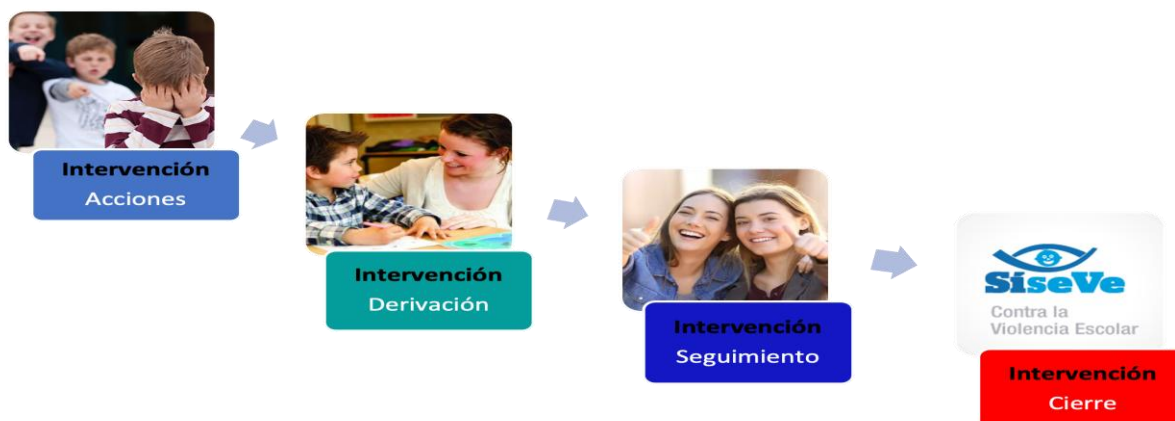 Intervención
Acciones
Intervención
Derivación
Intervención
Seguimiento
SíseVe
Contra la
Violencia Escolar
Intervención
Cierre